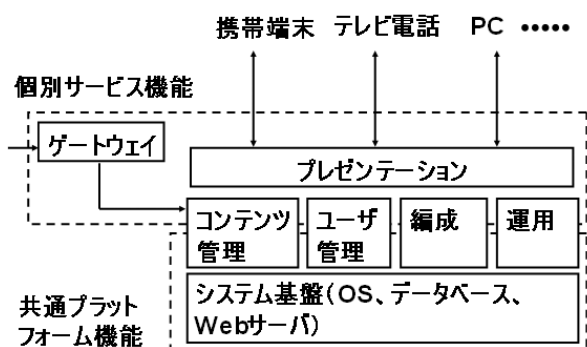 携帯端末 テレビ電話 PC •••••
個別サービス機能
ゲートウェイ
プレゼンテーション
コンテンツ
管理
ユーザ
管理
編成
運用
共通プラット
フォーム機能
システム基盤(OS、データベース、
Webサーバ)